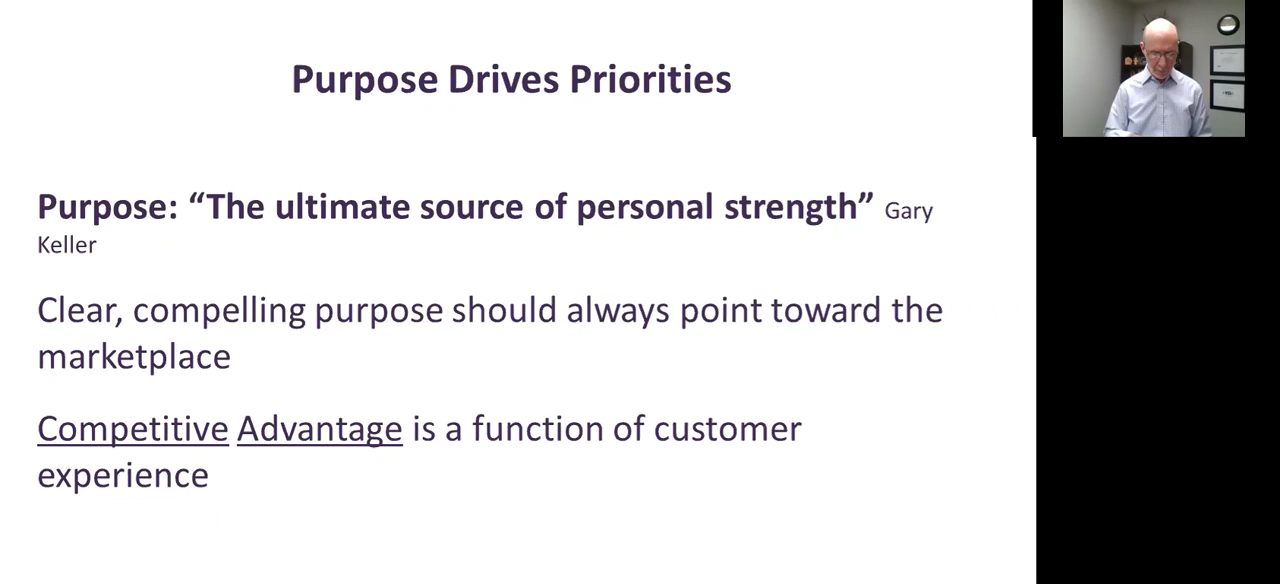 Purpose Drives Priorities
Purpose: “The ultimate source of personal strength” Gary
Keller
Clear, compelling purpose should always point toward the
marketplace
Competitive Advantage is a function of customer
experience